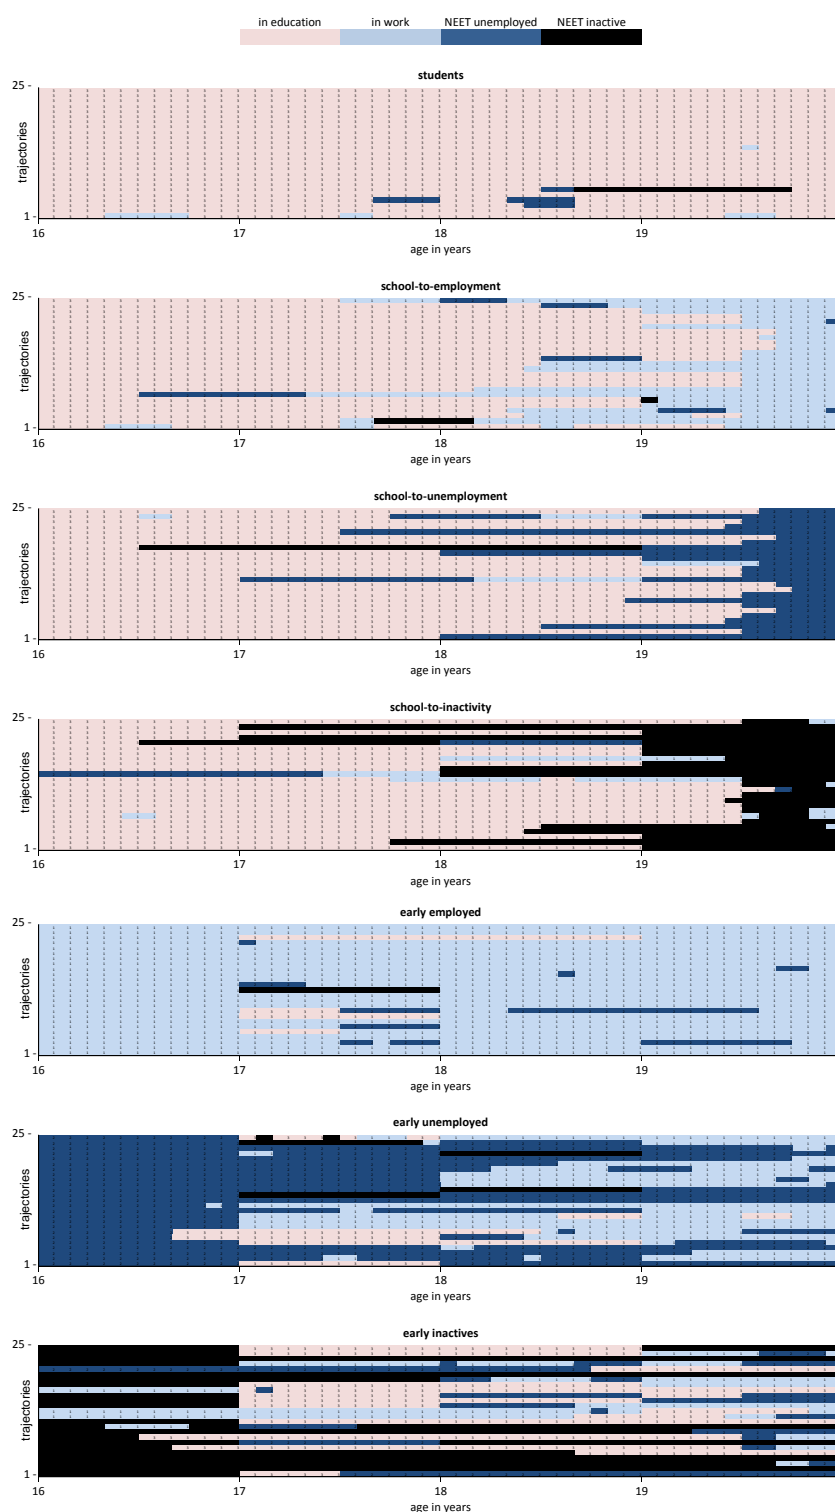 in education in work NEET unemployed NEET inactive
students
25 -
trajectories
1 -
16 17 18 19
age in years
school-to-employment
25 -
trajectories
1 -
16 17 18 19
age in years
school-to-unemployment
25 -
trajectories
1 -
16 17 18 19
age in years
school-to-inactivity
25 -
trajectories
1 -
16 17 18 19
age in years
early employed
25 -
trajectories
1 -
16 17 18 19
age in years
early unemployed
25 -
trajectories
1 -
16 17 18 19
age in years
early inactives
25 -
trajectories
1 -
16 17 18 19
age in years